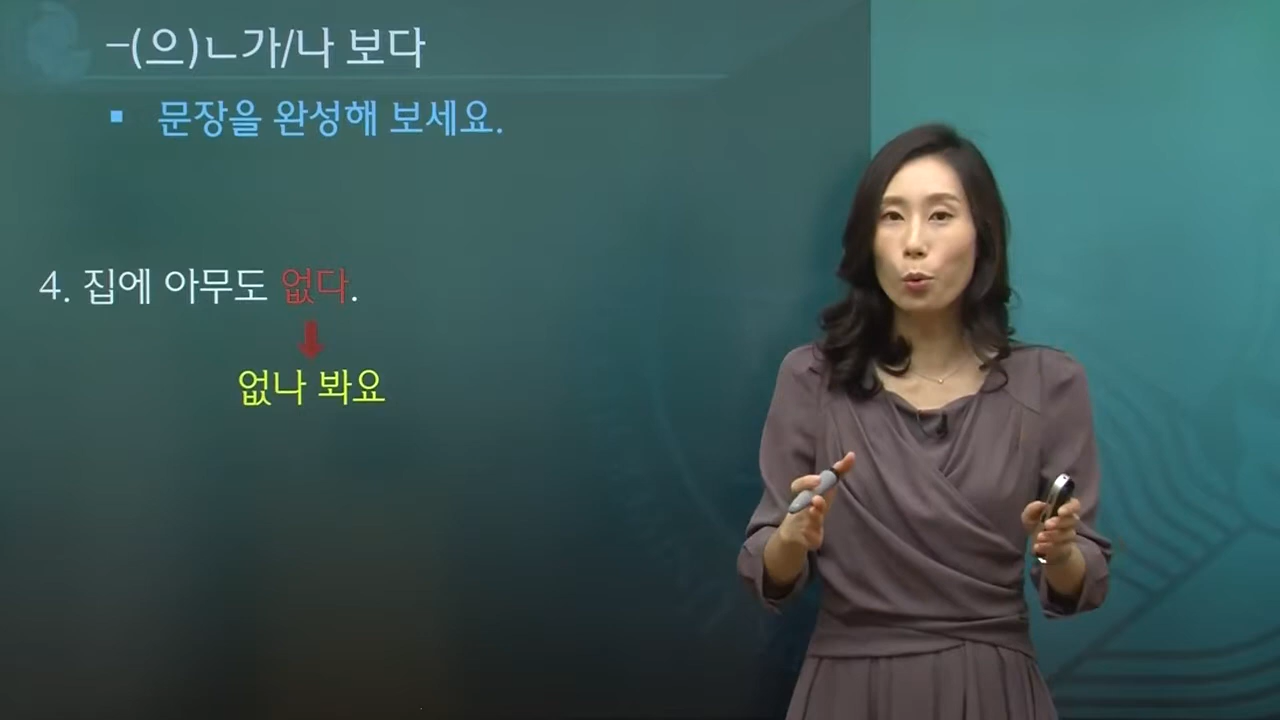 –(으)ㄴ가/나 보다
▪ 문장을 완성해 보세요.
4. 집에 아무도 없다.
없나 봐요